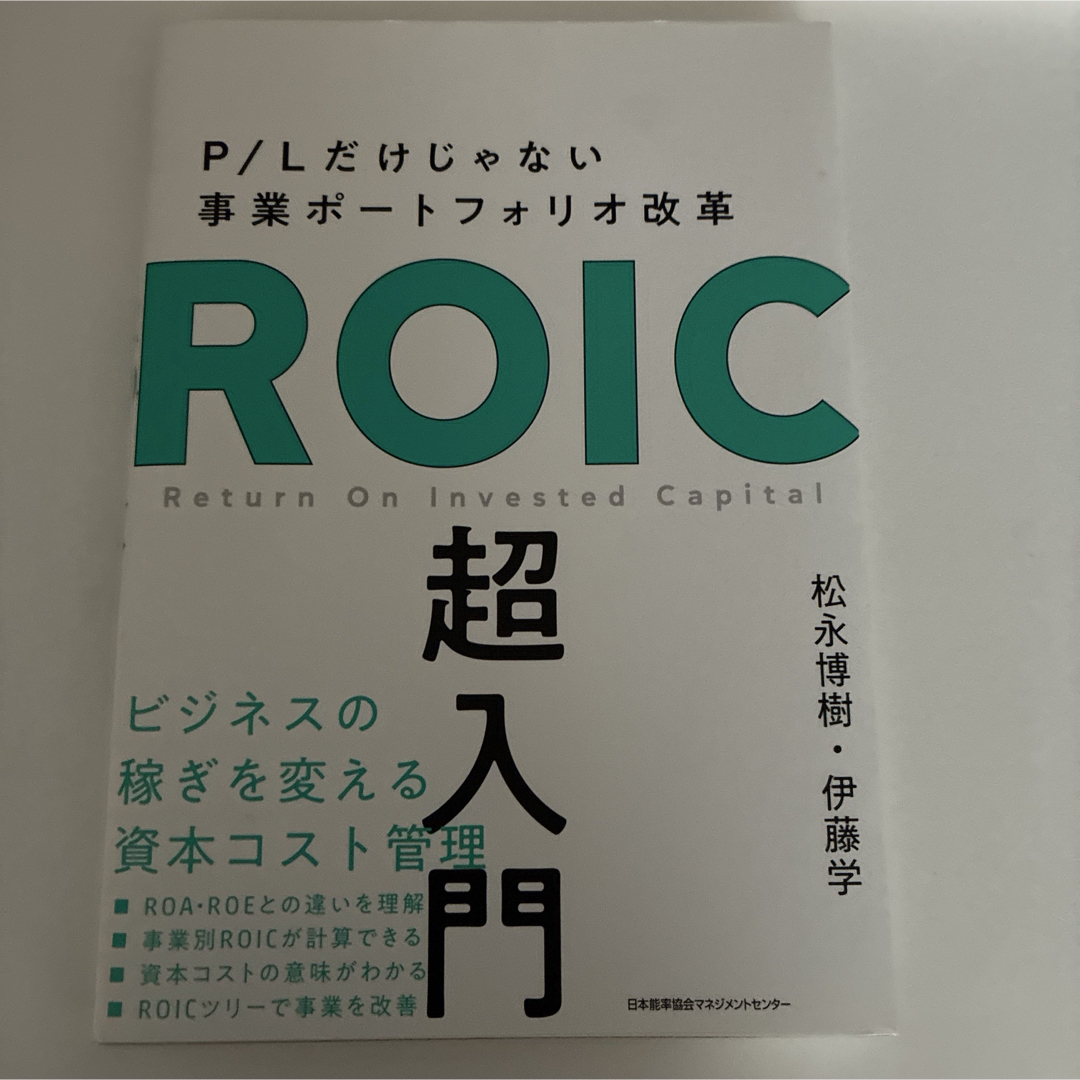 P/Lだけじゃない
事業ポートフォリオ改革
ROIC
Return On Invested Capital
超入門
松永博樹・伊藤学
ビジネスの
稼ぎを変える
資本コスト管理
■ ROA・ROEとの違いを理解
■ 事業別ROICが計算できる
■ 資本コストの意味がわかる
■ ROICツリーで事業を改善
日本能率協会マネジメントセンター